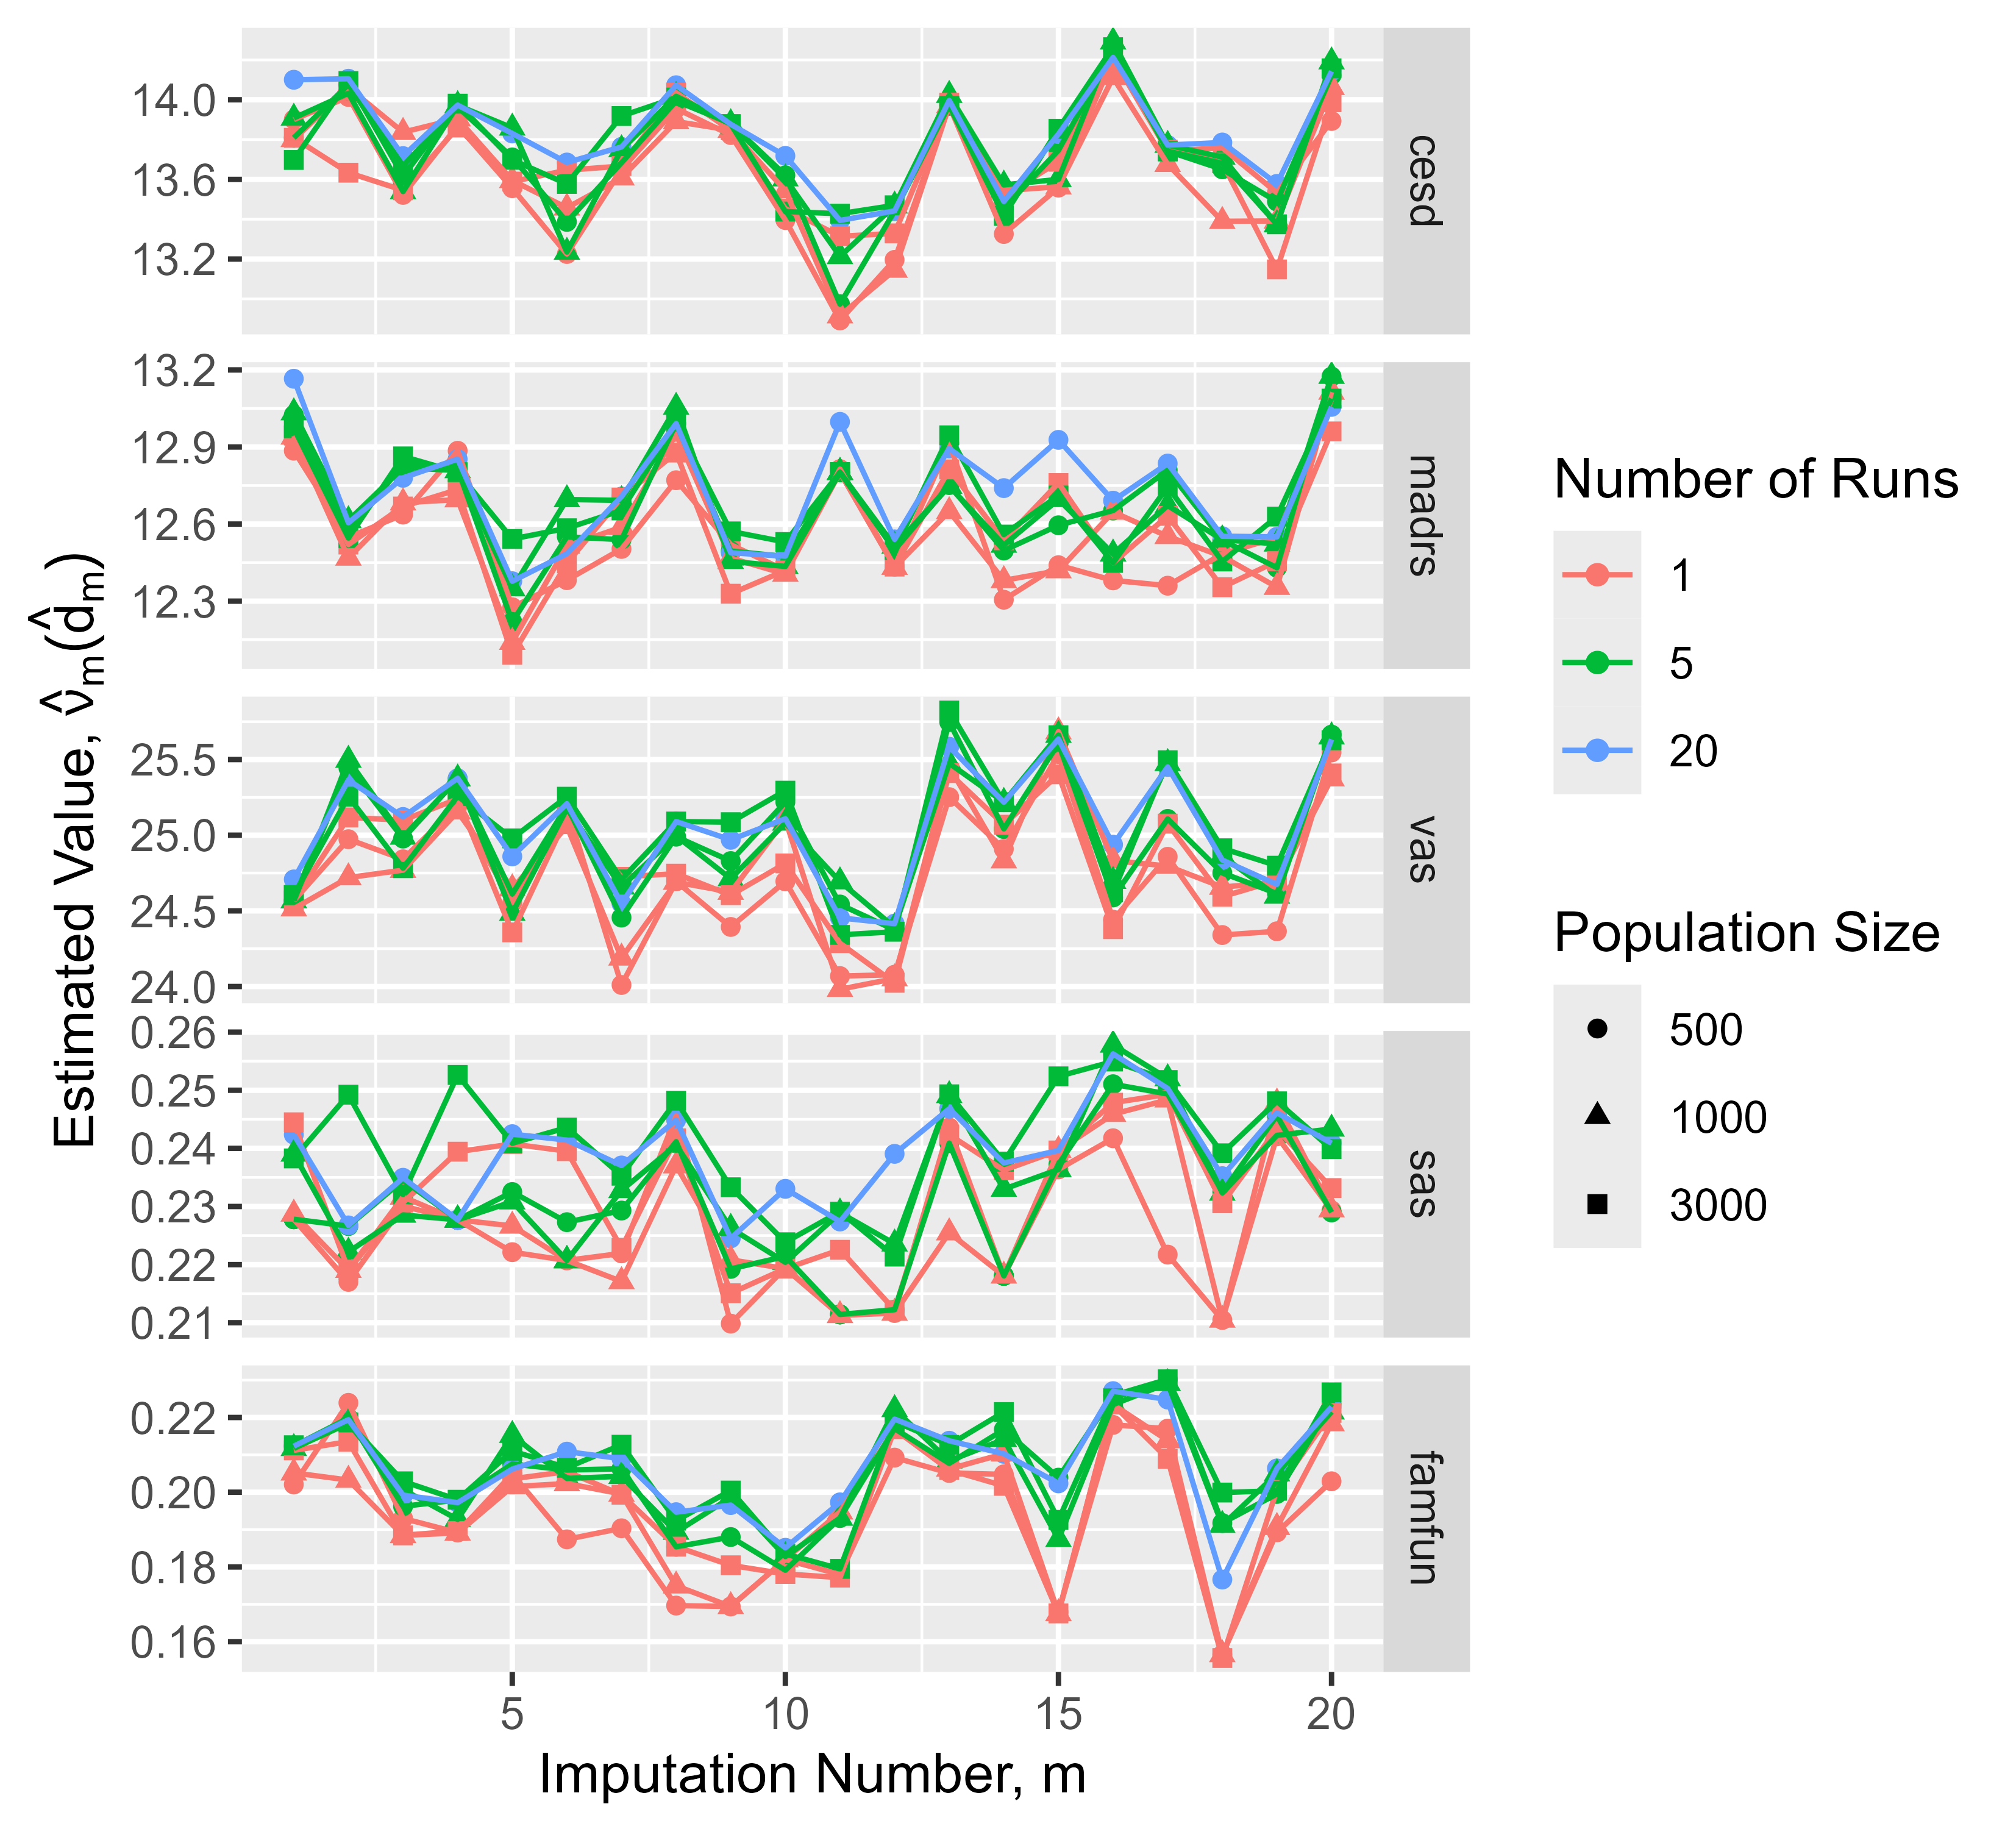 14.0
13.6
13.2
cesd
13.2
12.9
12.6
12.3
madrs
25.5
25.0
24.5
24.0
vas
0.26
0.25
0.24
0.23
0.22
0.21
sas
0.22
0.20
0.18
0.16
famfun
5 10 15 20
Imputation Number, m
Estimated Value, ν̂m(d̂m)
Number of Runs
1
5
20
Population Size
500
1000
3000